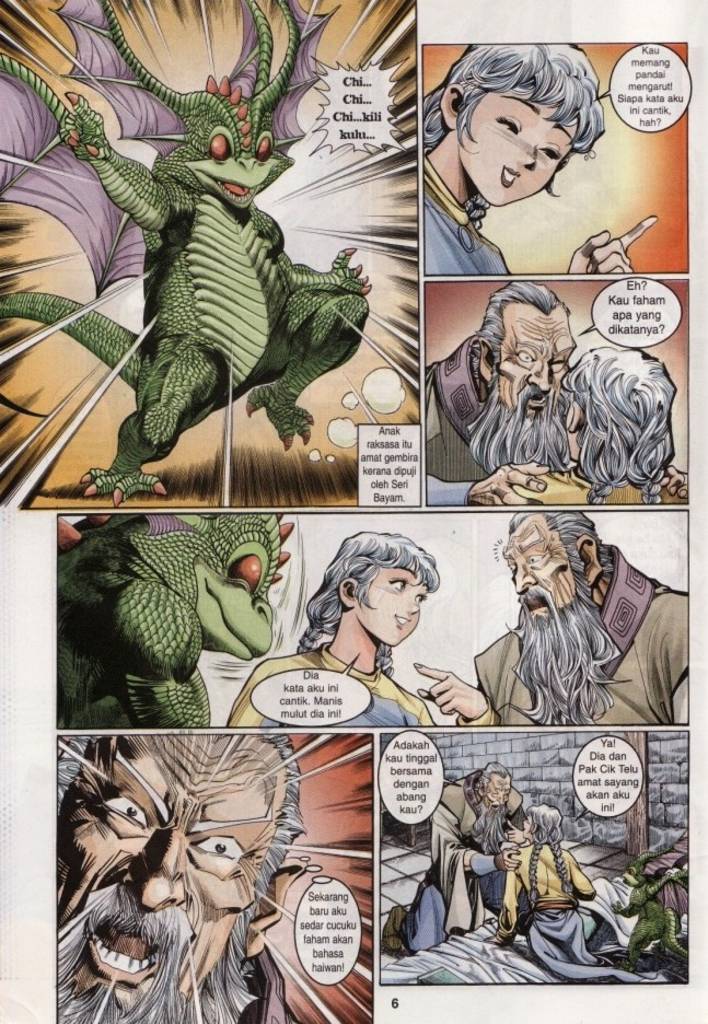 Chi...
Chi...
Chi...kili
kulu...
Anak
raksasa itu
amat gembira
kerana dipuji
oleh Seri
Bayam.
Kau
memang
pandai
mengarut!
Siapa kata aku
ini cantik,
hah?
Eh?
Kau faham
apa yang
dikatanya?
Dia
kata aku ini
cantik. Manis
mulut dia ini!
Sekarang
baru aku
sedar cucuku
faham akan
bahasa
haiwan!
Adakah
kau tinggal
bersama
dengan
abang
kau?
Ya!
Dia dan
Pak Cik Telu
amat sayang
akan aku
ini!
6